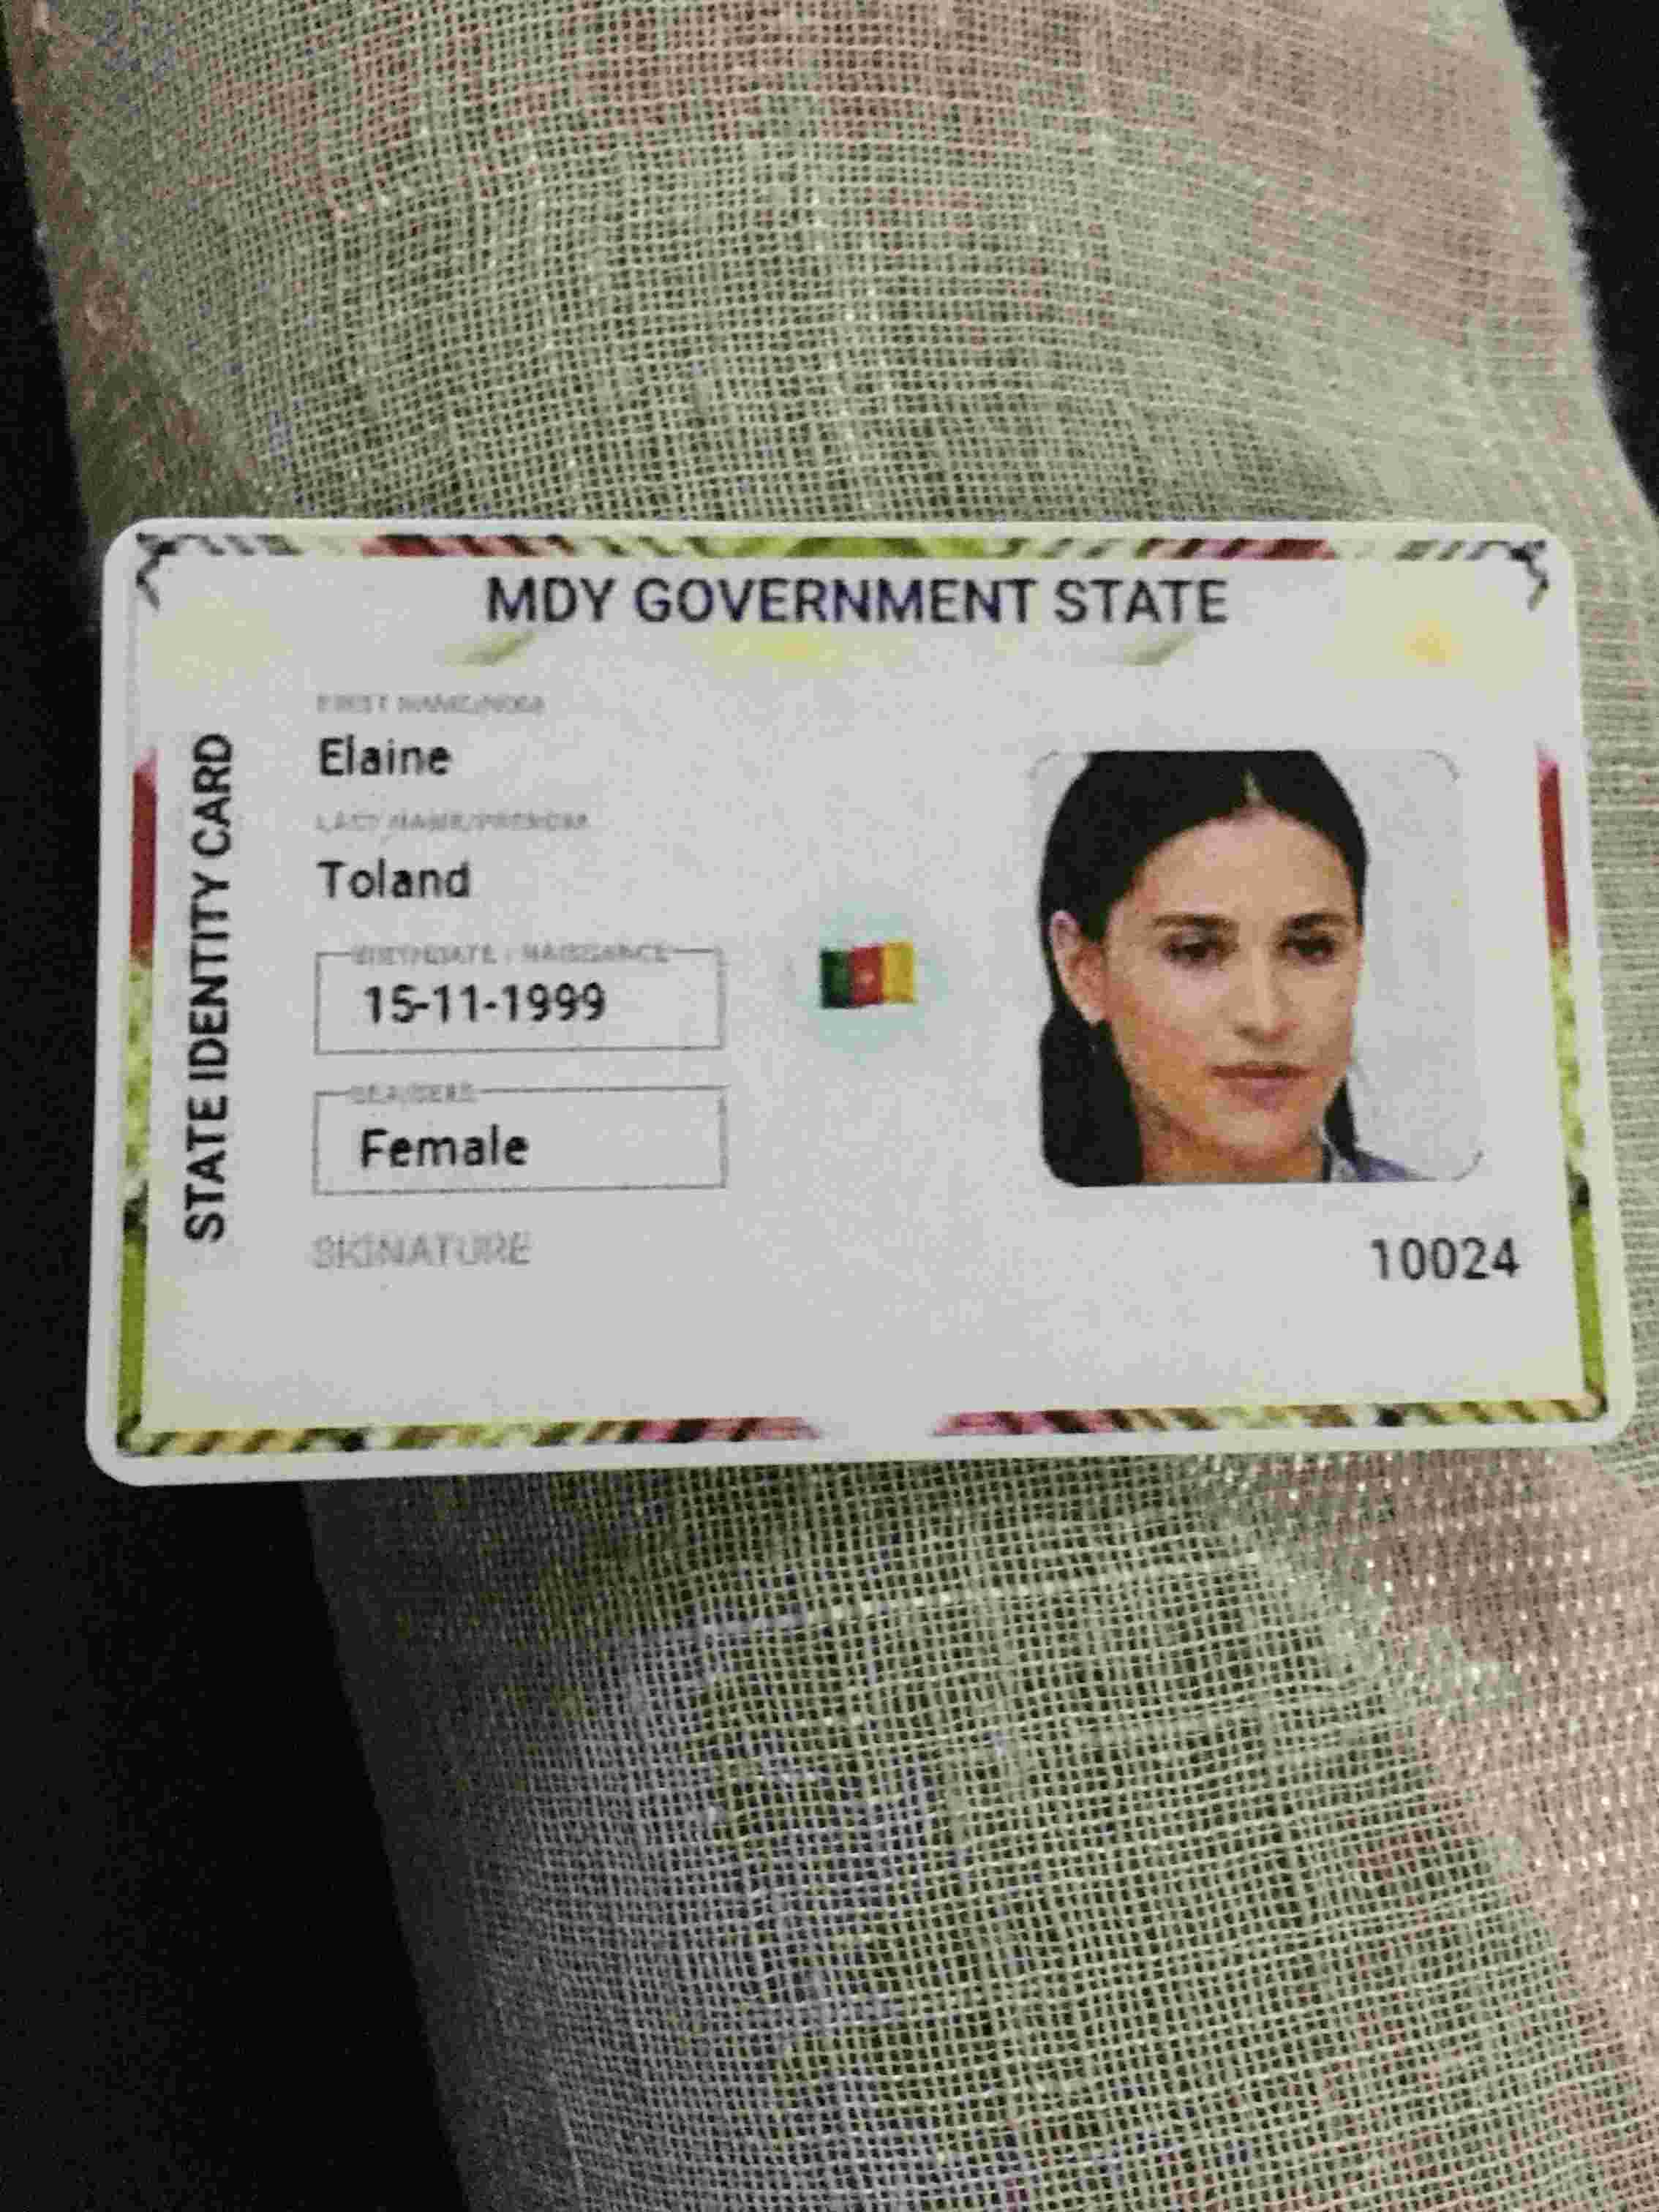 MDY GOVERNMENT STATE
STATE IDENTITY CARD
FIRST NAME/NOM
Elaine
LAST NAME/PRENOM
Toland
BIRTHDATE / NAISSANCE
15-11-1999
Female
SIGNATURE
10024